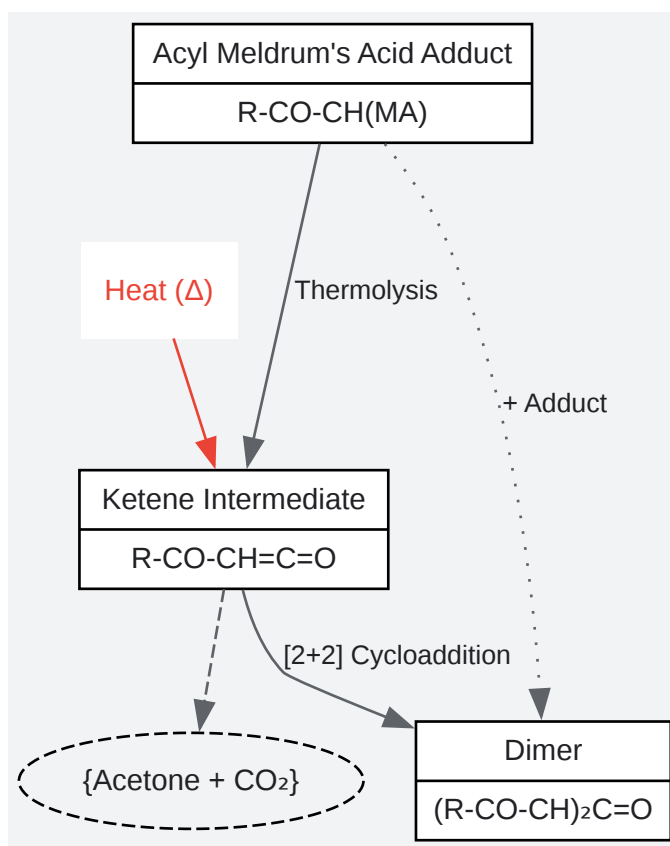 Acyl Meldrum's Acid Adduct
R-CO-CH(MA)
Heat (Δ)
Thermolysis
+ Adduct
Ketene Intermediate
R-CO-CH=C=O
[2+2] Cycloaddition
{Acetone + CO₂}
Dimer
(R-CO-CH)₂C=O